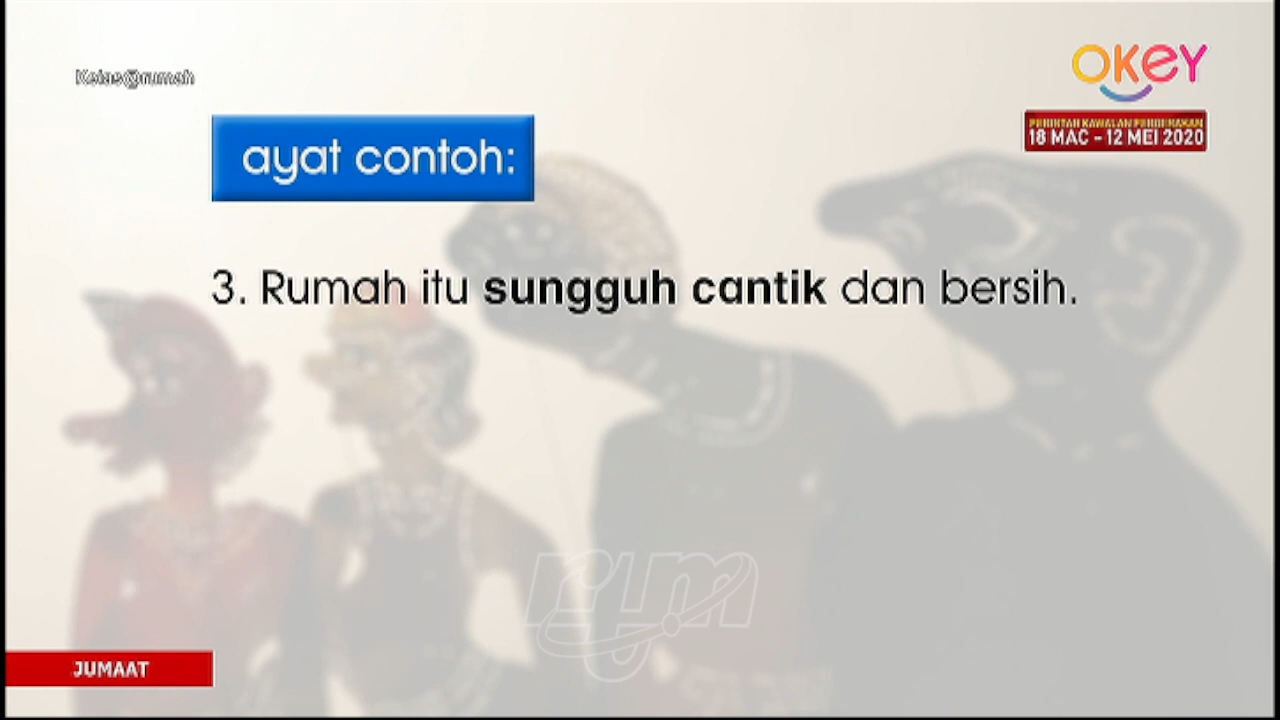 Kelas@rumah
OKEY
PERINTAH KAWALAN PERGERAKAN
18 MAC - 12 MEI 2020
ayat contoh:
3. Rumah itu sungguh cantik dan bersih.
rtm
JUMAAT